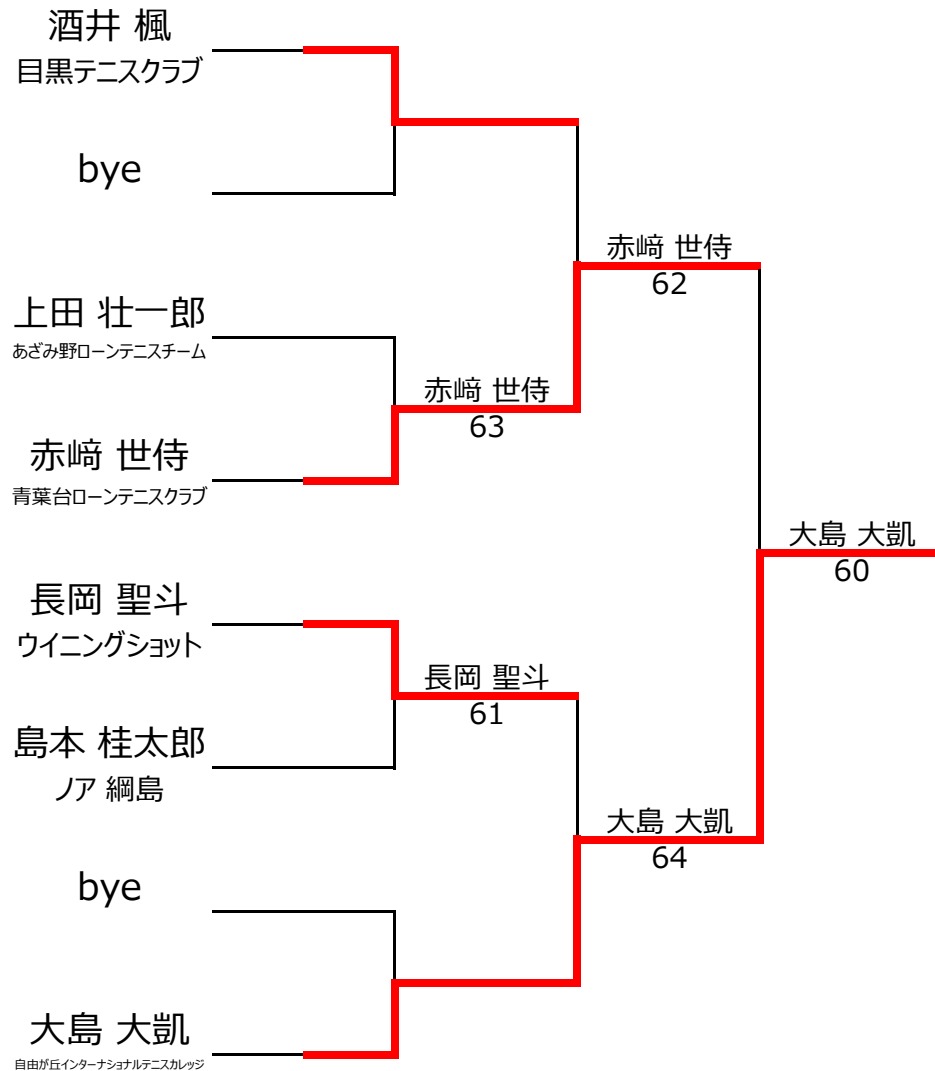 酒井 楓
目黒テニスクラブ
bye
上田 壮一郎
あざみ野ローンテニスチーム
赤﨑 世侍
青葉台ローンテニスクラブ
長岡 聖斗
ウイニングショット
島本 桂太郎
ノア 綱島
bye
大島 大凱
自由が丘インターナショナルテニスカレッジ
赤﨑 世侍
63
長岡 聖斗
61
赤﨑 世侍
62
大島 大凱
64
大島 大凱
60